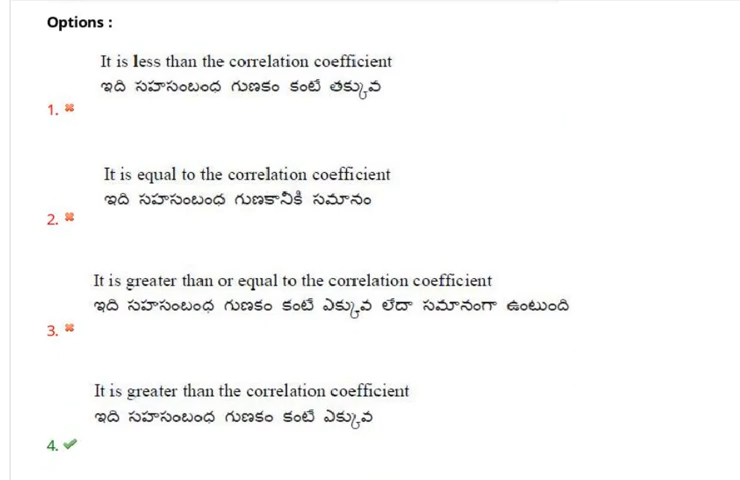 Options :
It is less than the correlation coefficient
ఇది సహసంబంధ గుణకం కంటే తక్కువ
1.
It is equal to the correlation coefficient
ఇది సహసంబంధ గుణకానికి సమానం
2.
It is greater than or equal to the correlation coefficient
ఇది సహసంబంధ గుణకం కంటే ఎక్కువ లేదా సమానంగా ఉంటుంది
3.
It is greater than the correlation coefficient
ఇది సహసంబంధ గుణకం కంటే ఎక్కువ
4.